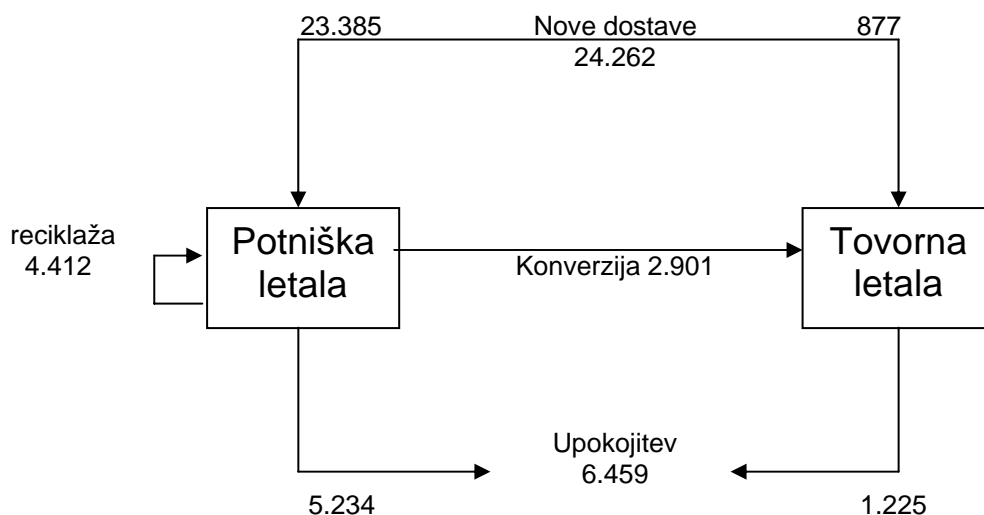 23.385 Nove dostave 877
24.262
reciklaža
4.412
Potniška
letala
Konverzija 2.901
Tovorna
letala
Upokojitev
6.459
5.234 1.225